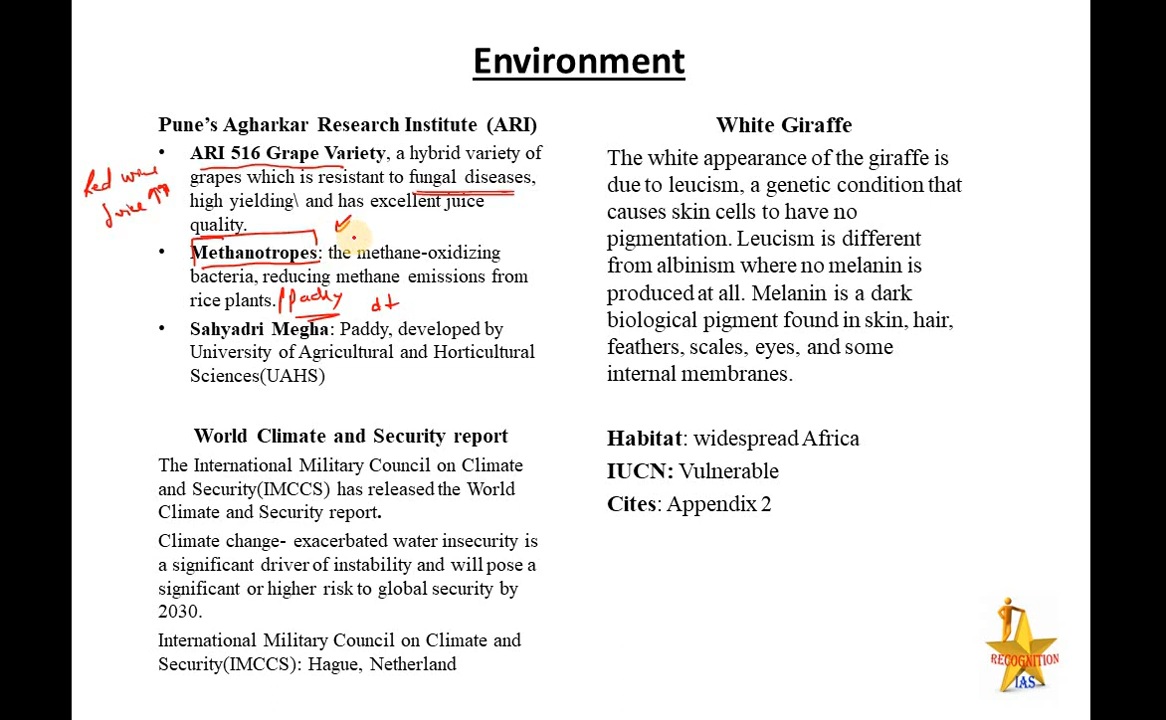 Environment
Pune’s Agharkar Research Institute (ARI)
• ARI 516 Grape Variety, a hybrid variety of
grapes which is resistant to fungal diseases,
high yielding\ and has excellent juice
quality.
Red wine
Juice ↑↑
• Methanotropes: the methane-oxidizing
bacteria, reducing methane emissions from
rice plants. / Paddy
• Sahyadri Megha: Paddy, developed by
University of Agricultural and Horticultural
Sciences(UAHS)
World Climate and Security report
The International Military Council on Climate
and Security(IMCCS) has released the World
Climate and Security report.
Climate change- exacerbated water insecurity is
a significant driver of instability and will pose a
significant or higher risk to global security by
2030.
International Military Council on Climate and
Security(IMCCS): Hague, Netherland
White Giraffe
The white appearance of the giraffe is
due to leucism, a genetic condition that
causes skin cells to have no
pigmentation. Leucism is different
from albinism where no melanin is
produced at all. Melanin is a dark
biological pigment found in skin, hair,
feathers, scales, eyes, and some
internal membranes.
Habitat: widespread Africa
IUCN: Vulnerable
Cites: Appendix 2
RECOGNITION
IAS